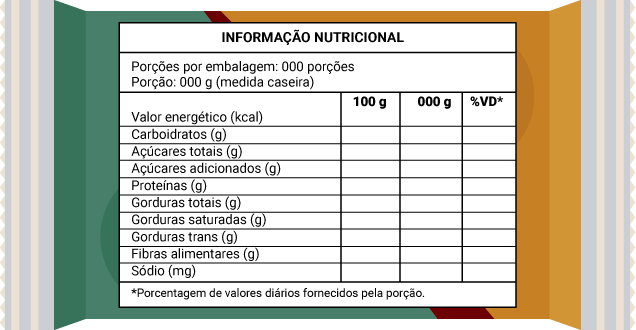 INFORMAÇÃO NUTRICIONAL
Porções por embalagem: 000 porções
Porção: 000 g (medida caseira)
100 g 000 g %VD*
Valor energético (kcal)
Carboidratos (g)
Açúcares totais (g)
Açúcares adicionados (g)
Proteínas (g)
Gorduras totais (g)
Gorduras saturadas (g)
Gorduras trans (g)
Fibras alimentares (g)
Sódio (mg)
*Porcentagem de valores diários fornecidos pela porção.